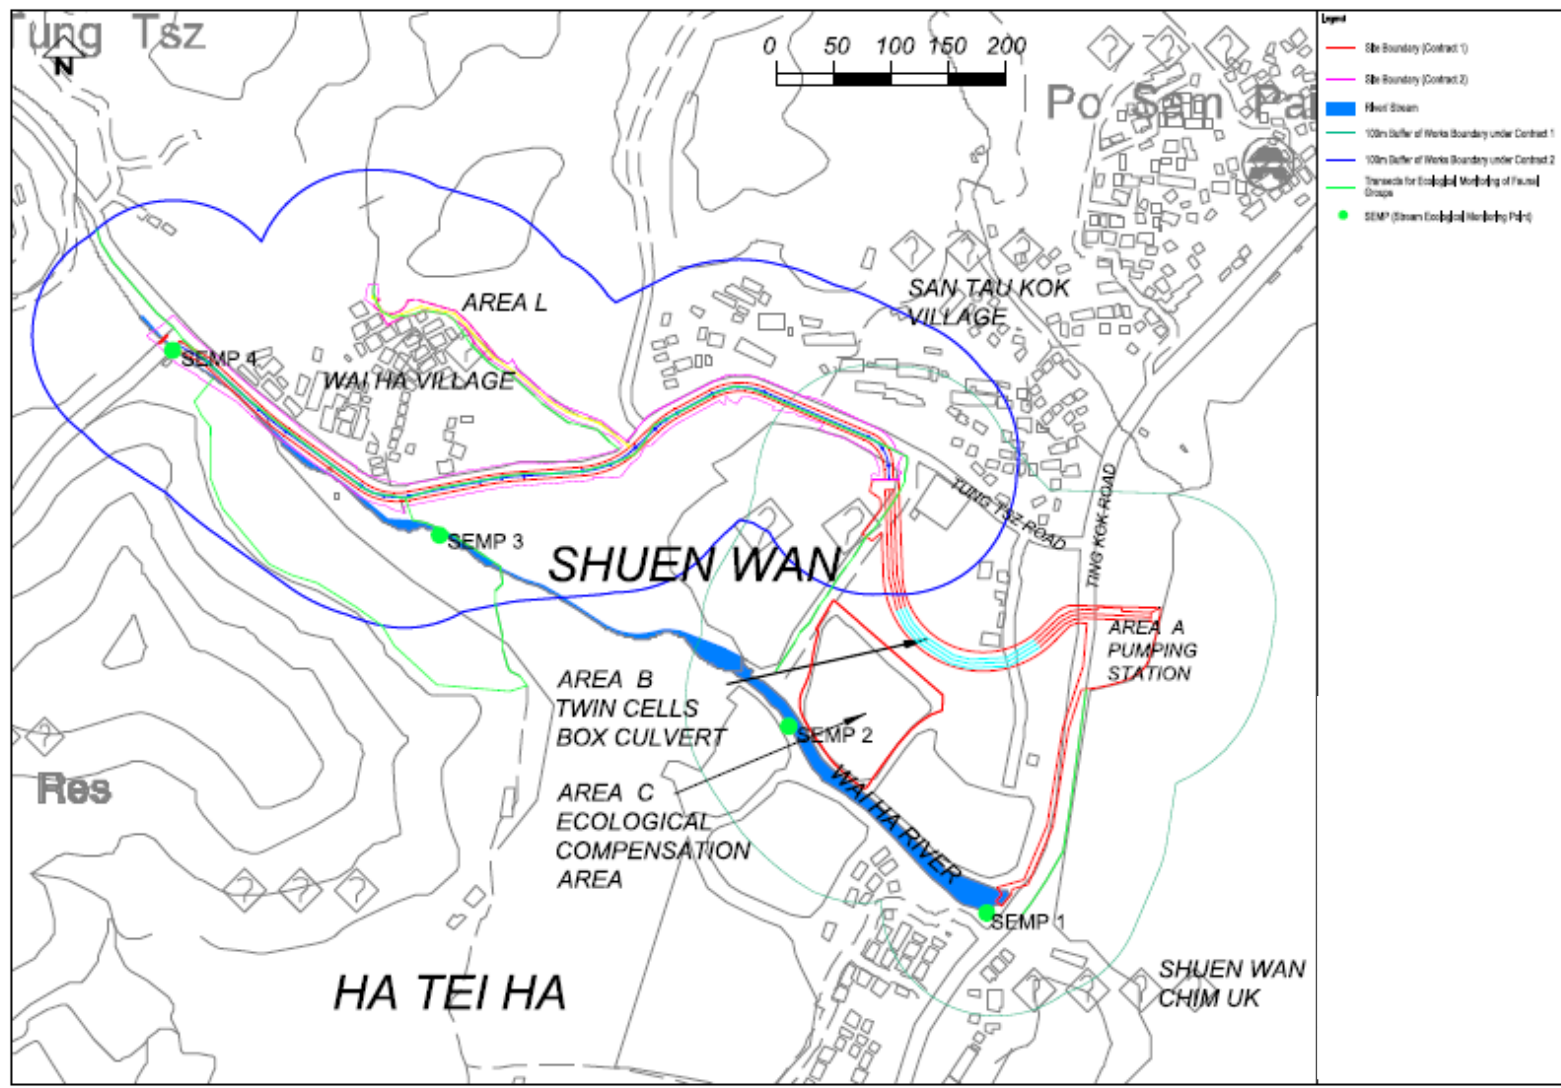 Tung Tsz
N
0 50 100 150 200
Po Sam Pai
AREA L
SAN TAU KOK
VILLAGE
SEMP 4
WAI HA VILLAGE
TUNG TSZ ROAD
TING KOK ROAD
SEMP 3
SHUEN WAN
AREA A
PUMPING
STATION
AREA B
TWIN CELLS
BOX CULVERT
SEMP 2
Res
AREA C
ECOLOGICAL
COMPENSATION
AREA
WAI HA RIVER
SEMP 1
HA TEI HA
SHUEN WAN
CHIM UK
Legend
Site Boundary (Contract 1)
Site Boundary (Contract 2)
River/ Stream
100m Buffer of Works Boundary under Contract 1
100m Buffer of Works Boundary under Contract 2
Transects for Ecological Monitoring of Faunal
Groups
SEMP (Stream Ecological Monitoring Point)